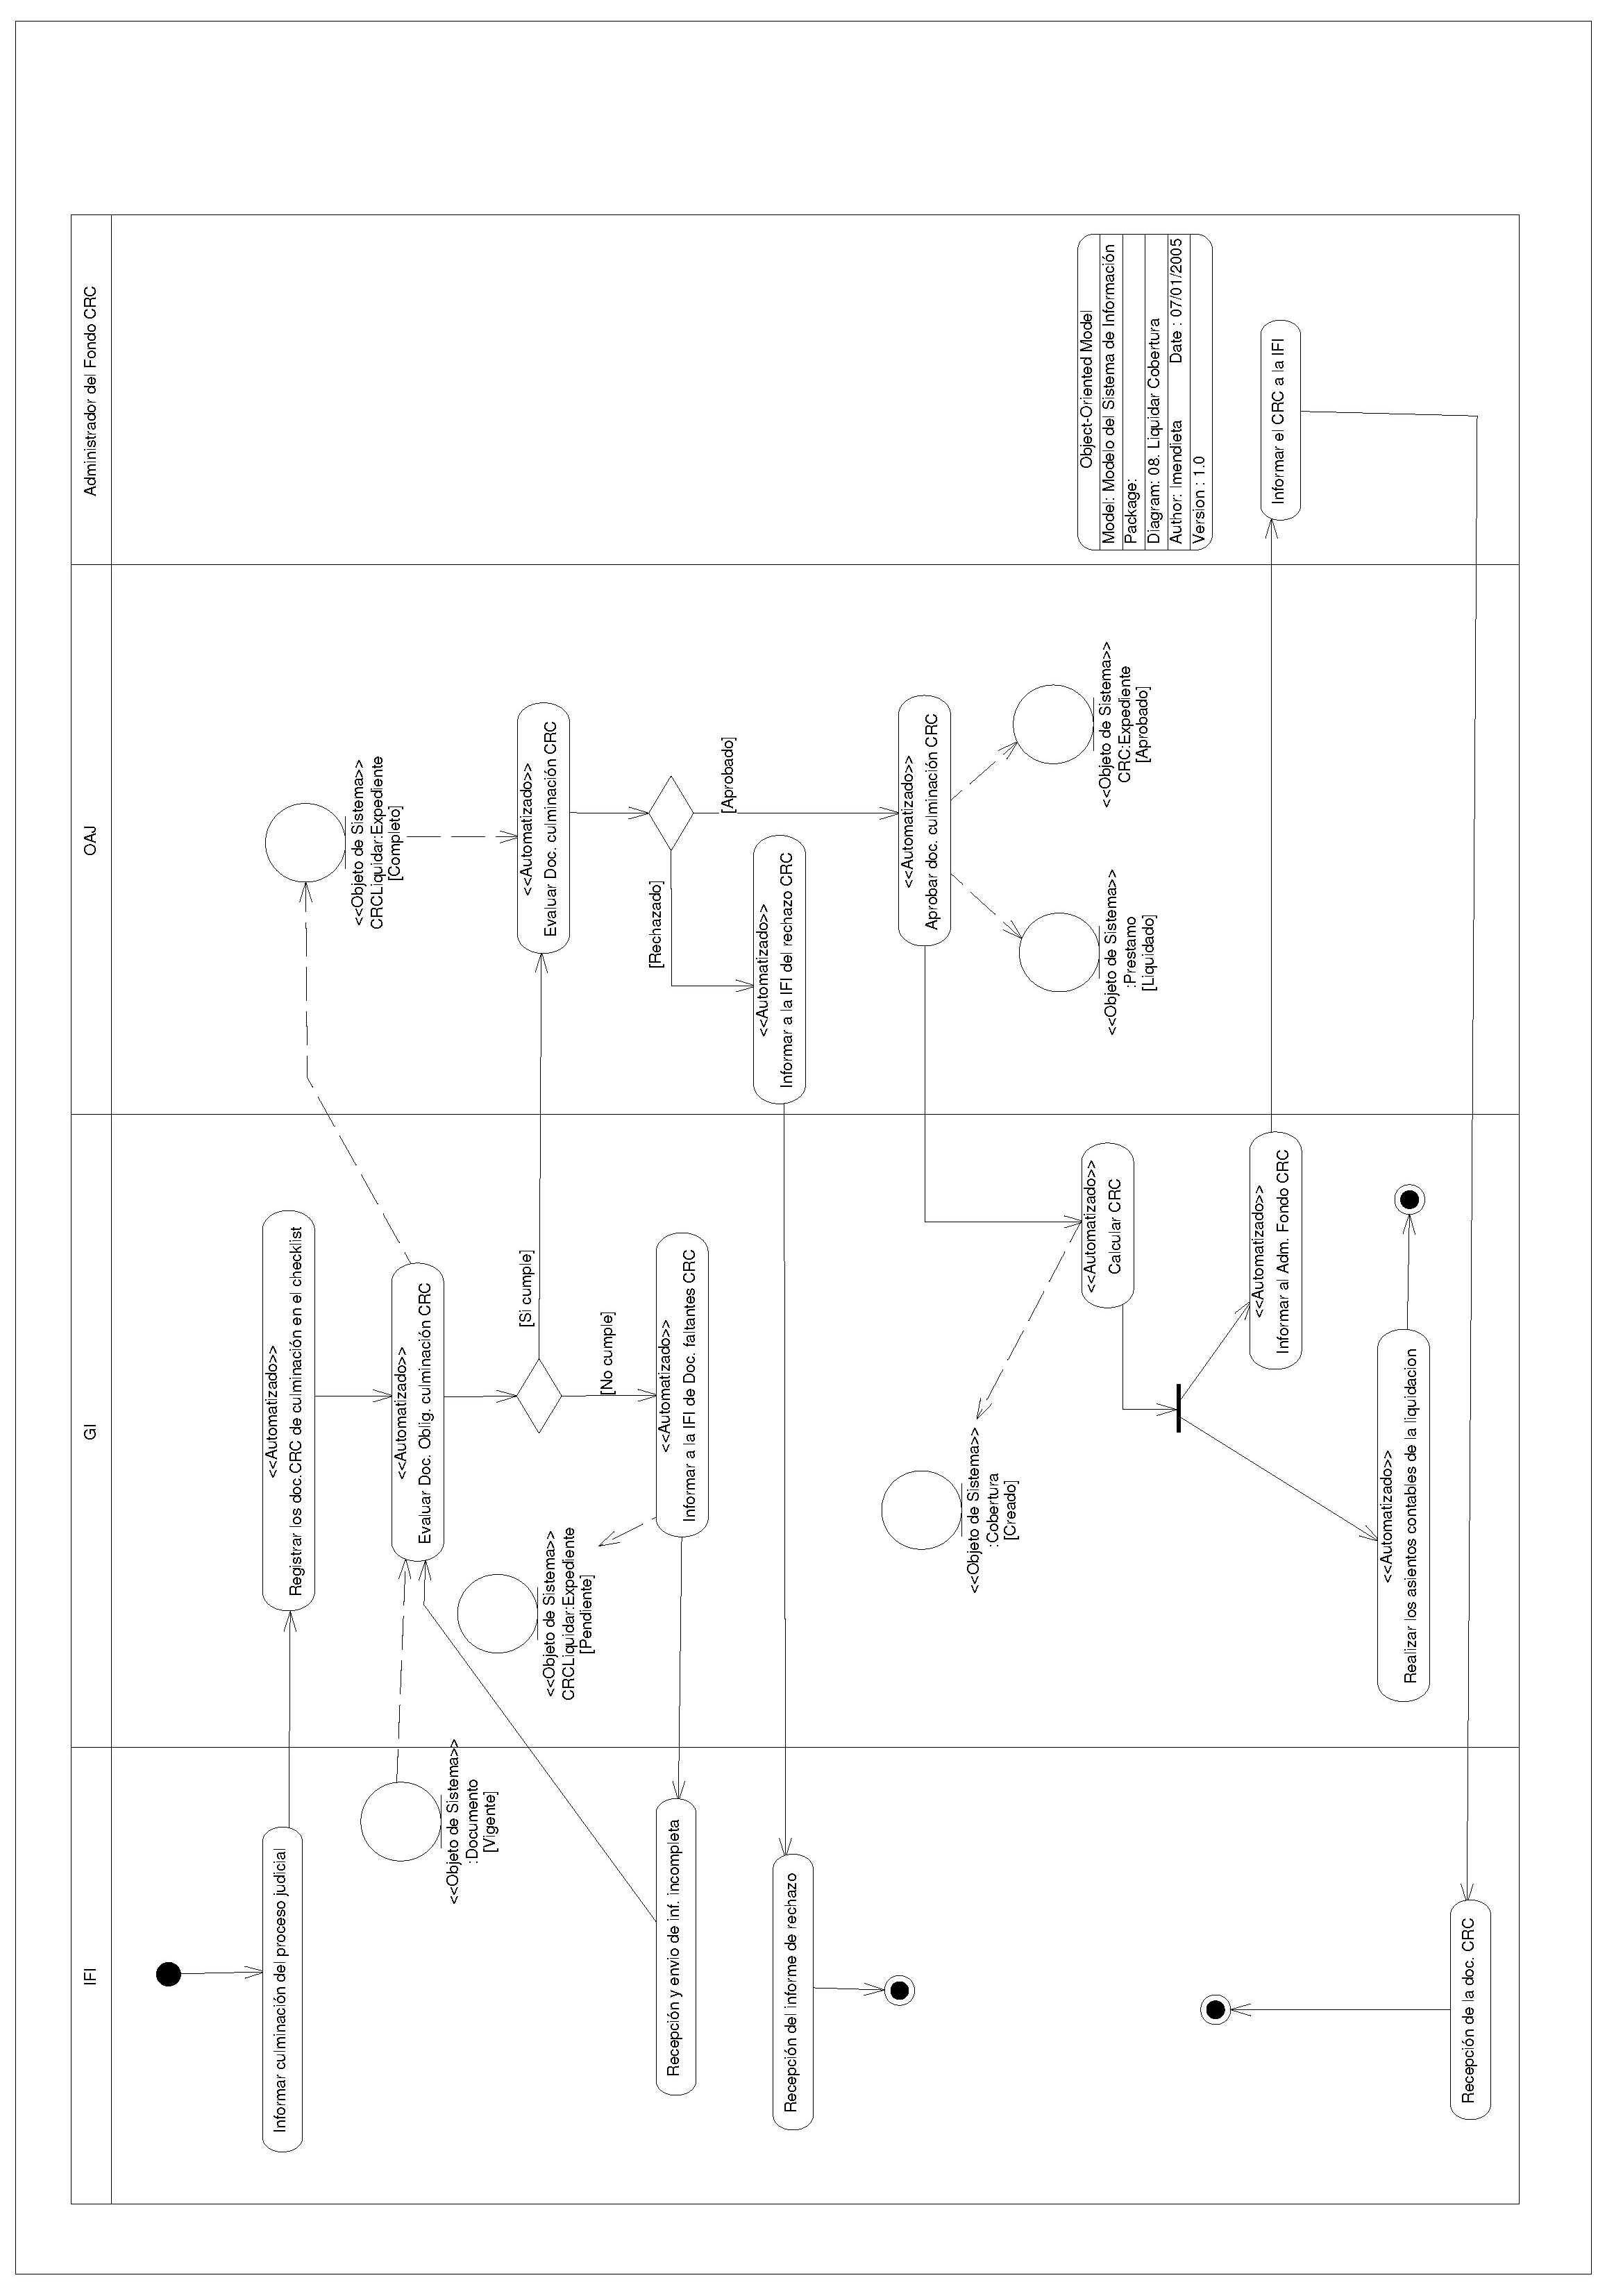 IFI
GI
OAJ
Administrador del Fondo CRC
Informar culminación del proceso judicial
<<Automatizado>>
Registrar los doc.CRC de culminación en el checklist
<<Objeto de Sistema>>
CRCLiquidar:Expediente
[Completo]
<<Objeto de Sistema>>
:Documento
[Vigente]
<<Automatizado>>
Evaluar Doc. Oblig. culminación CRC
<<Automatizado>>
Evaluar Doc. culminación CRC
[Si cumple]
[No cumple]
<<Objeto de Sistema>>
CRCLiquidar:Expediente
[Pendiente]
<<Automatizado>>
Informar a la IFI de Doc. faltantes CRC
Recepción y envio de inf. incompleta
[Rechazado]
[Aprobado]
<<Automatizado>>
Informar a la IFI del rechazo CRC
Recepción del informe de rechazo
<<Automatizado>>
Aprobar doc. culminación CRC
<<Objeto de Sistema>>
:Cobertura
[Creado]
<<Objeto de Sistema>>
:Prestamo
[Liquidado]
<<Objeto de Sistema>>
CRC:Expediente
[Aprobado]
<<Automatizado>>
Calcular CRC
Object-Oriented Model
Model: Modelo del Sistema de Información
Package:
Diagram: 08. Liquidar Cobertura
Author: lmendieta Date : 07/01/2005
Version : 1.0
<<Automatizado>>
Informar al Adm. Fondo CRC
Informar el CRC a la IFI
<<Automatizado>>
Realizar los asientos contables de la liquidacion
Recepción de la doc. CRC